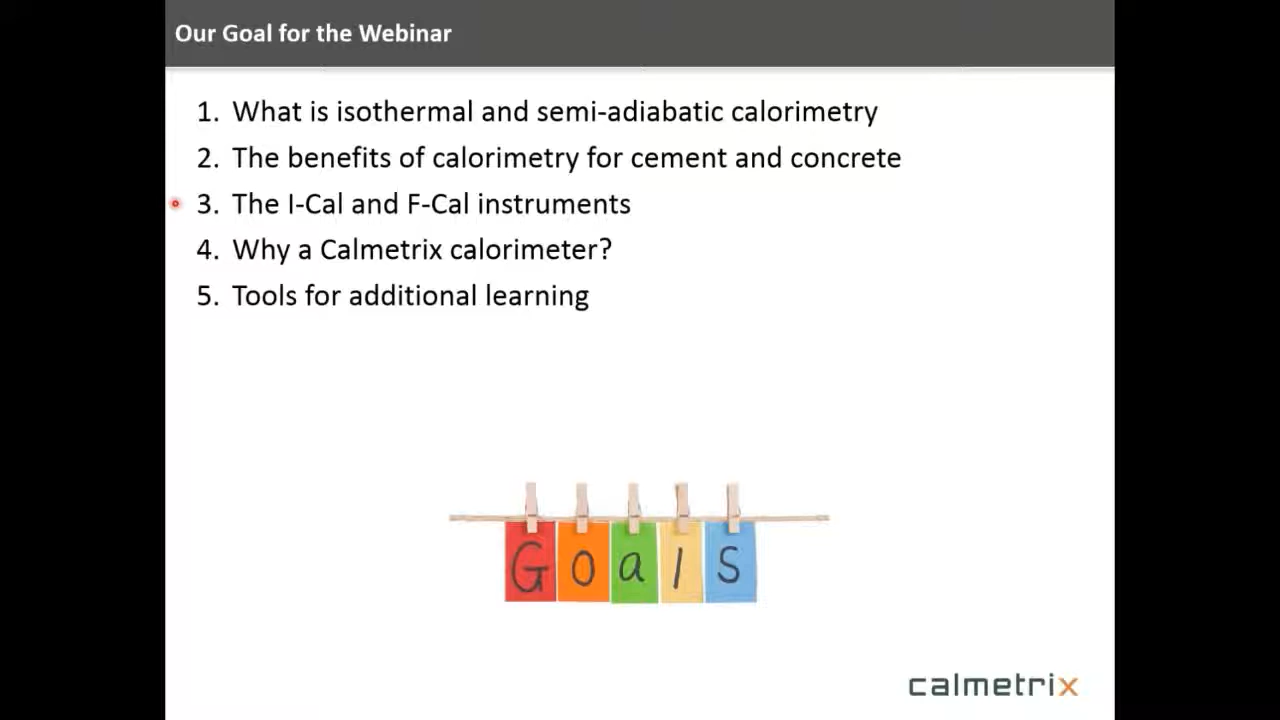 Our Goal for the Webinar
1. What is isothermal and semi-adiabatic calorimetry
2. The benefits of calorimetry for cement and concrete
3. The I-Cal and F-Cal instruments
4. Why a Calmetrix calorimeter?
5. Tools for additional learning
Goals
calmetrix